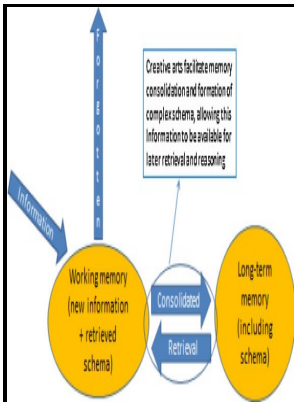 Forgotten
Creative arts facilitate memory
consolidation and formation of
complex schema, allowing this
Information to be available for
later retrieval and reasoning
Information
Working memory
(new information
+ retrieved
schema)
Consolidated
Retrieval
Long-term
memory
(including
schema)